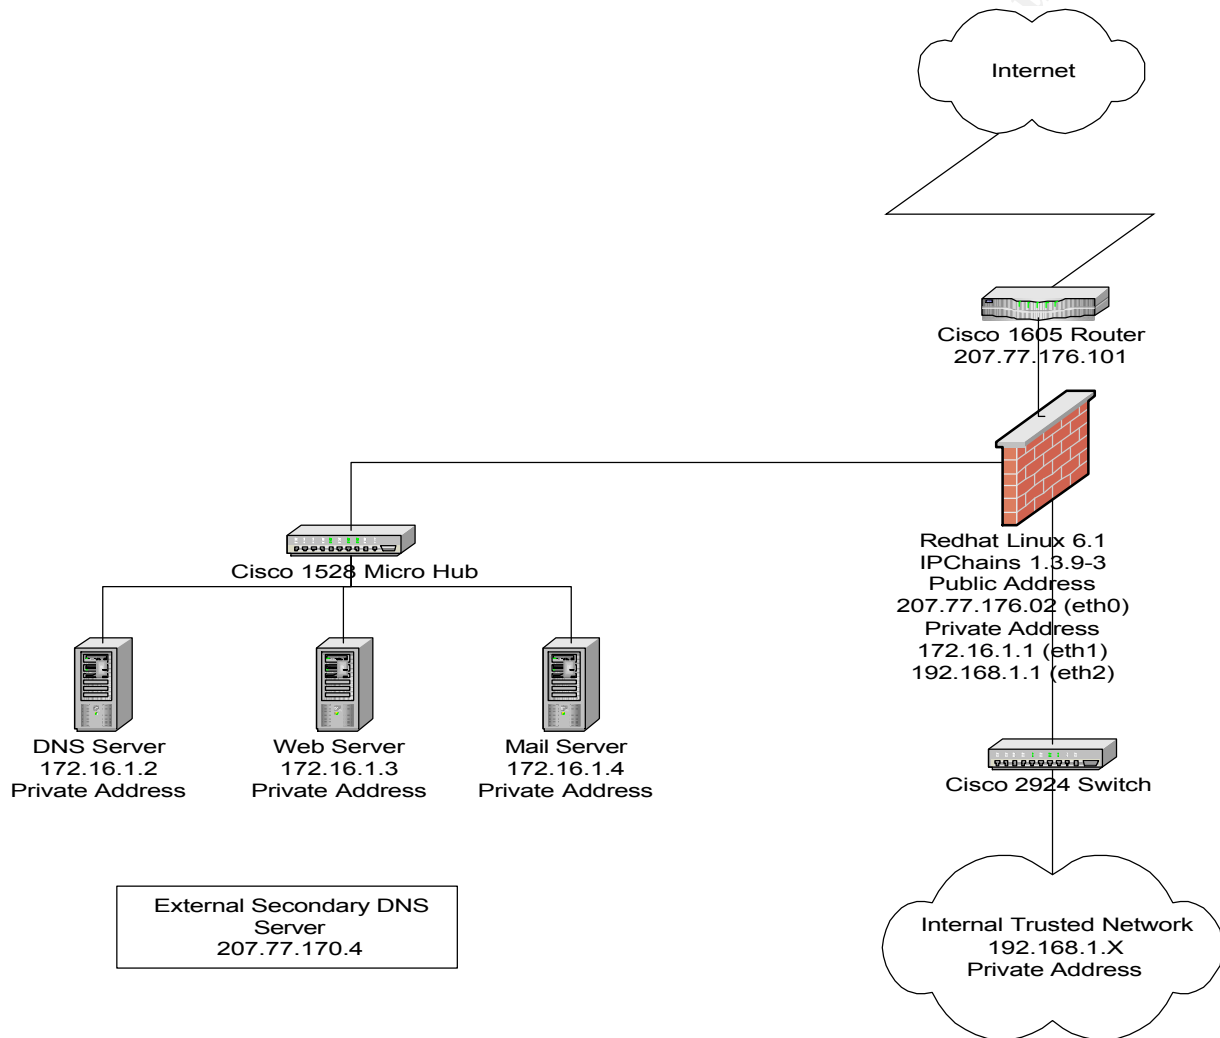 Internet
Cisco 1605 Router
207.77.176.101
Redhat Linux 6.1
IPChains 1.3.9-3
Public Address
207.77.176.02 (eth0)
Private Address
172.16.1.1 (eth1)
192.168.1.1 (eth2)
Cisco 1528 Micro Hub
DNS Server
172.16.1.2
Private Address
Web Server
172.16.1.3
Private Address
Mail Server
172.16.1.4
Private Address
Cisco 2924 Switch
External Secondary DNS
Server
207.77.170.4
Internal Trusted Network
192.168.1.X
Private Address